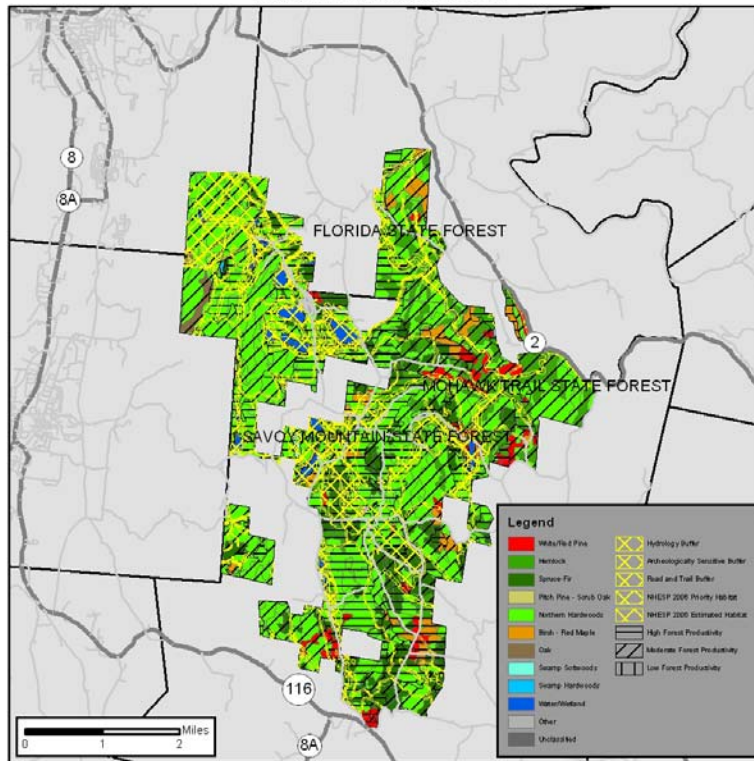 8
8A
FLORIDA STATE FOREST
2
MOHAWK TRAIL STATE FOREST
SAVOY MOUNTAIN STATE FOREST
116
8A
Miles
0 1 2
Legend
White/Red Pine
Hemlock
Spruce-Fir
Pitch Pine - Scrub Oak
Northern Hardwoods
Birch - Red Maple
Oak
Swamp Softwoods
Swamp Hardwoods
Water/Wetland
Other
Unclassified
Hydrology Buffer
Archeologically Sensitive Buffer
Road and Trail Buffer
NHESP 2006 Priority Habitat
NHESP 2006 Estimated Habitat
High Forest Productivity
Moderate Forest Productivity
Low Forest Productivity